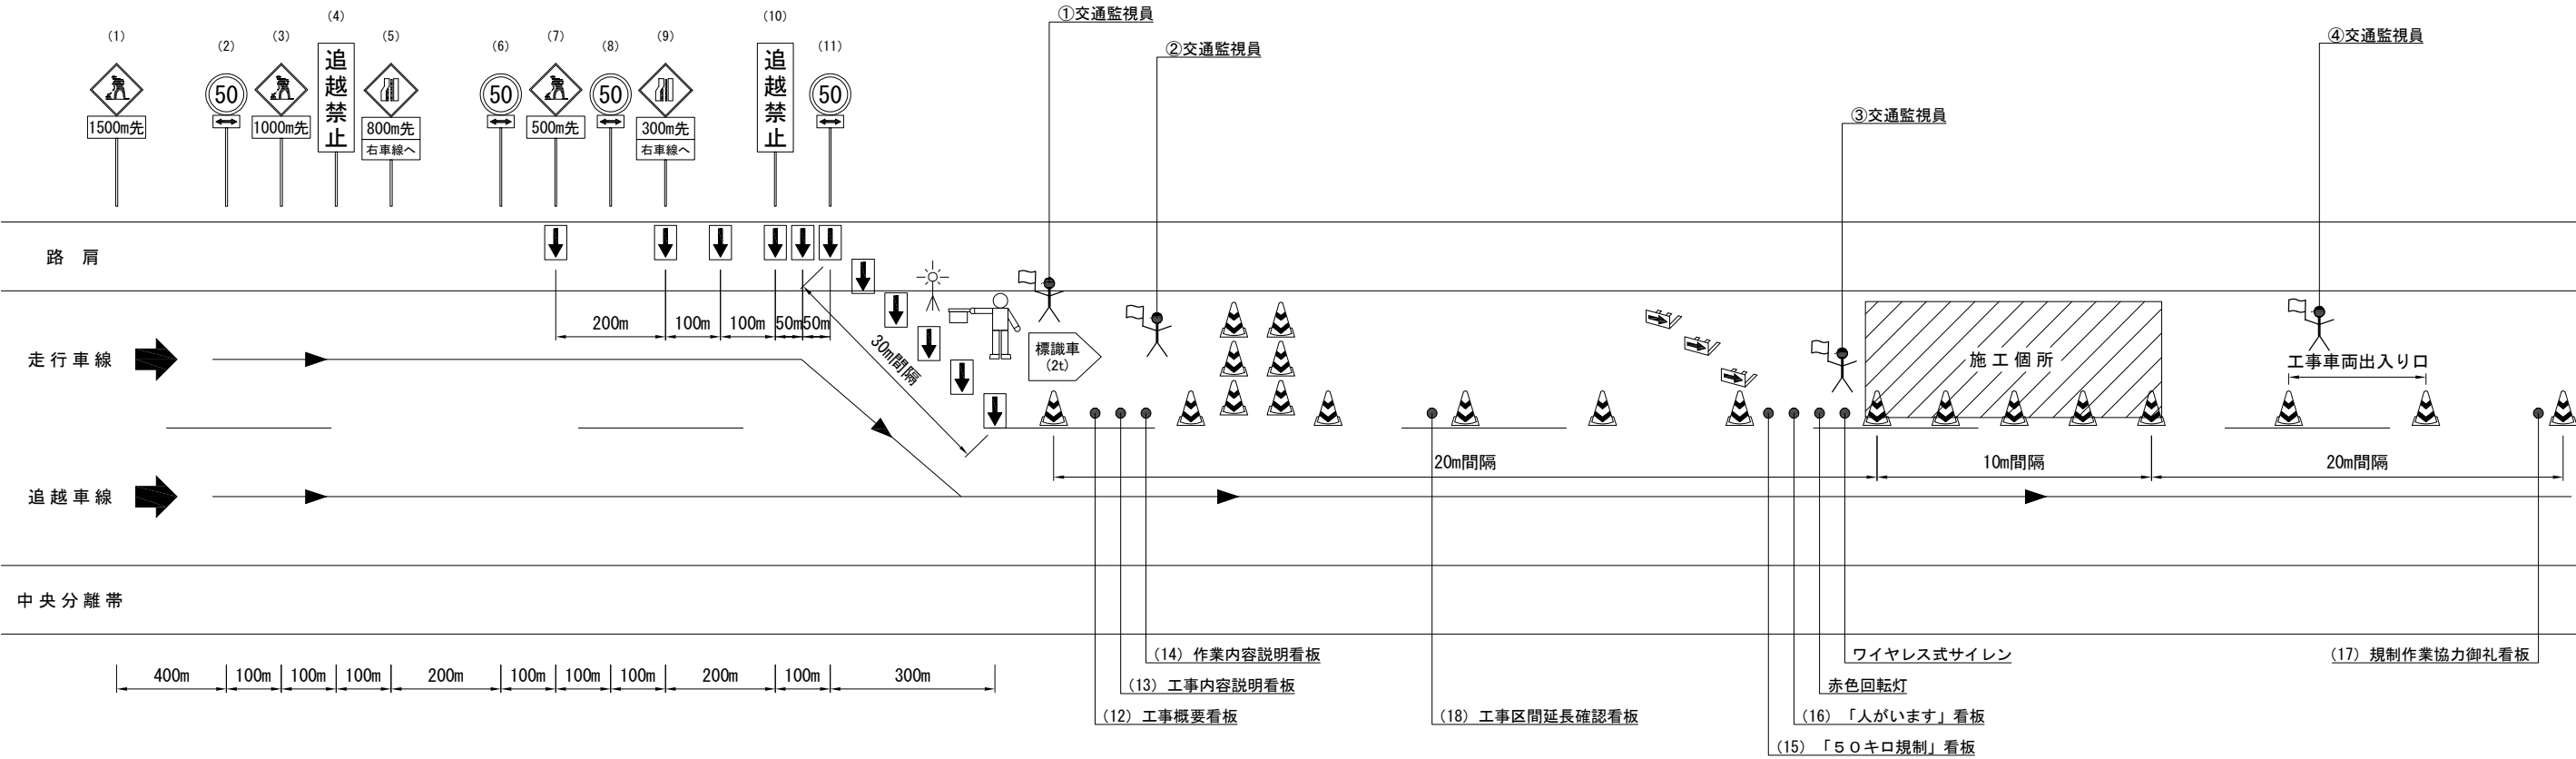 ①交通監視員
②交通監視員
③交通監視員
④交通監視員
(1)
(2)
(3)
(4)
(5)
(6)
(7)
(8)
(9)
(10)
(11)
1500m先
50
1000m先
追越禁止
800m先
右車線へ
50
500m先
50
300m先
右車線へ
追越禁止
50
路肩
200m
100m
100m
50m
50m
30m間隔
標識車
(2t)
走行車線
施工個所
工事車両出入り口
20m間隔
10m間隔
20m間隔
追越車線
中央分離帯
400m
100m
100m
100m
200m
100m
100m
100m
200m
100m
300m
(14) 作業内容説明看板
(13) 工事内容説明看板
(12) 工事概要看板
(18) 工事区間延長確認看板
ワイヤレス式サイレン
赤色回転灯
(16) 「人がいます」看板
(15) 「50キロ規制」看板
(17) 規制作業協力御礼看板